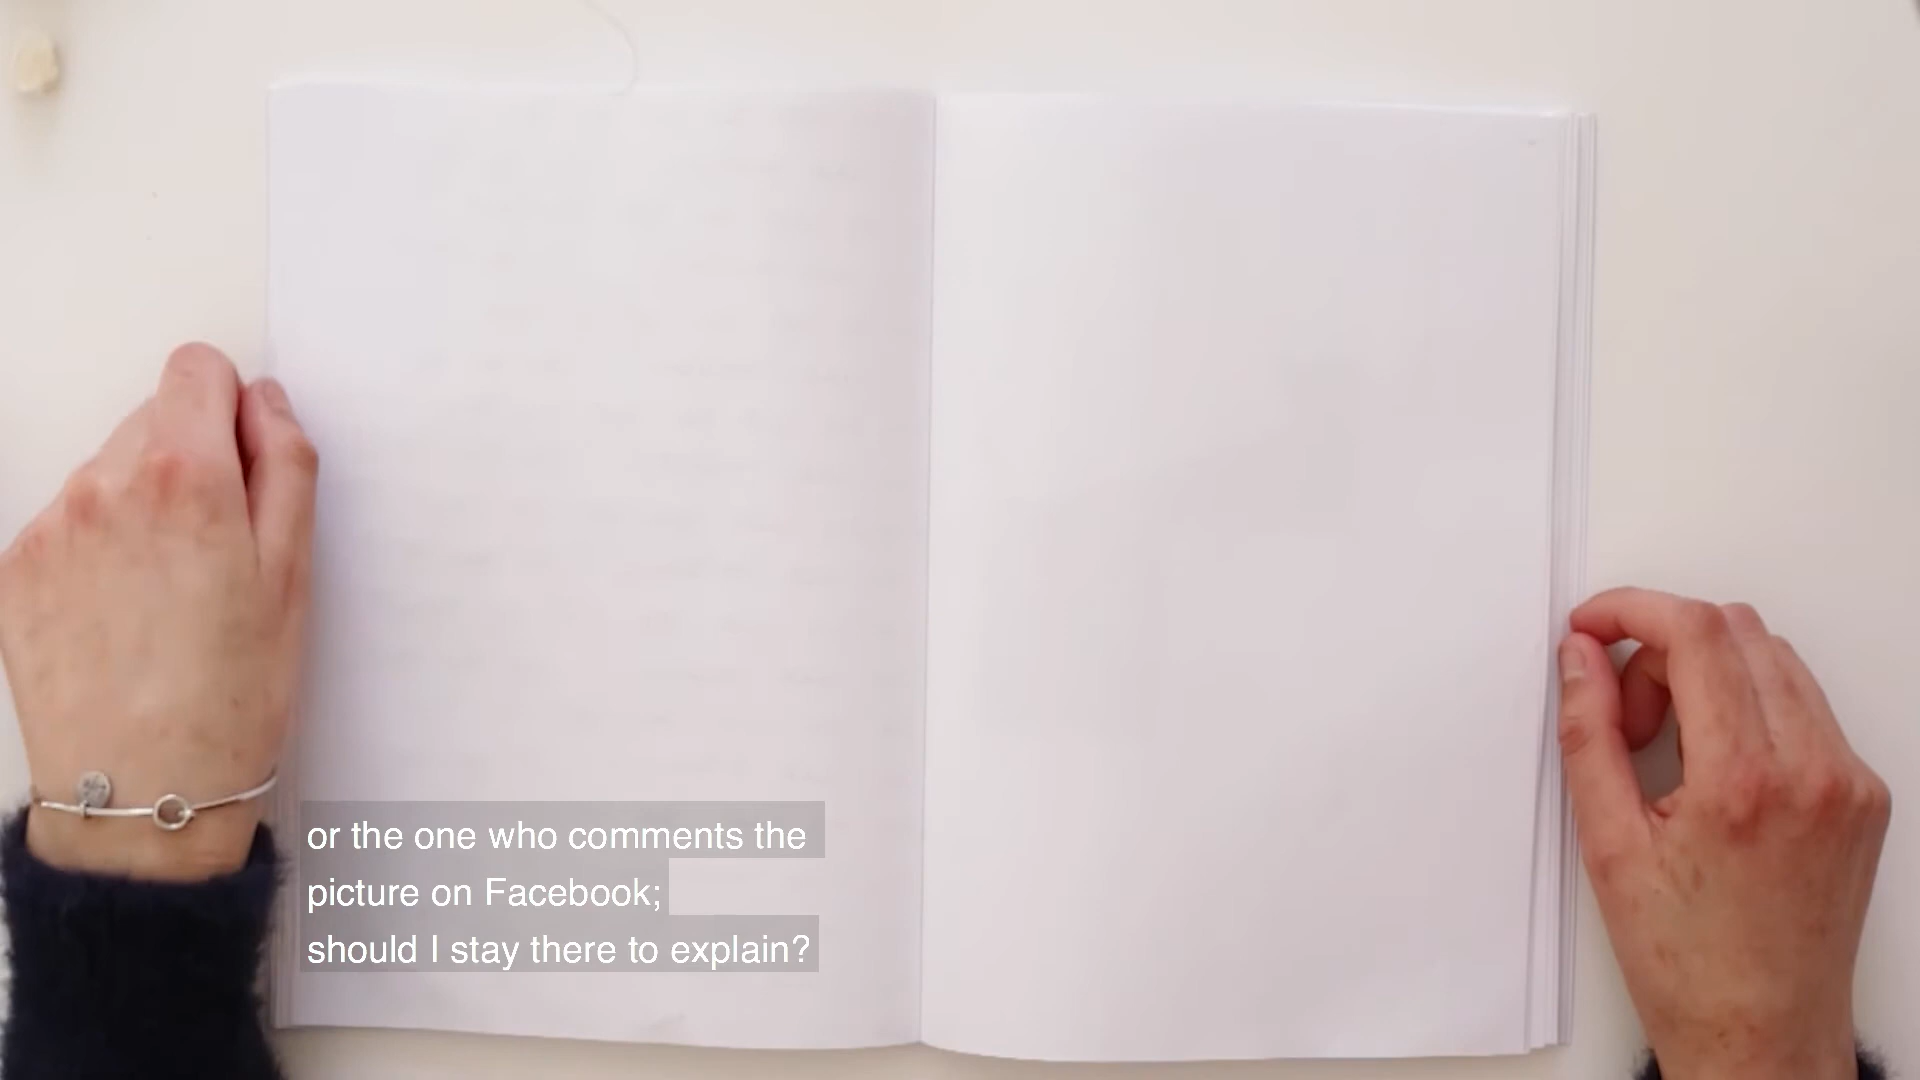 or the one who comments the
picture on Facebook;
should I stay there to explain?